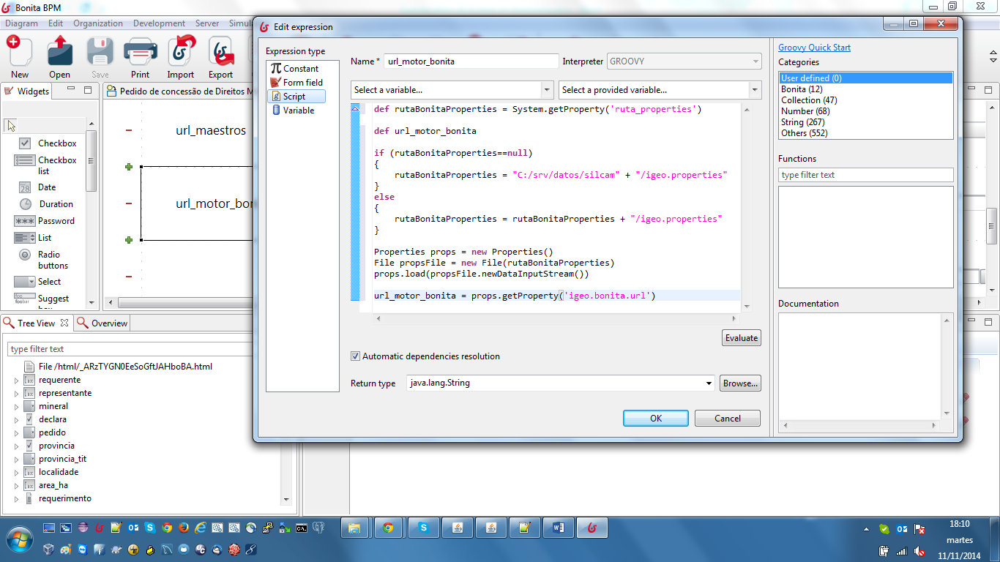 Bonita BPM
Diagram Edit Organization Development Server Simul
New Open Save Print Import Export
Widgets
Pedido de concessão de Direitos M
Checkbox
Checkbox
list
Date
Duration
Password
List
Radio
buttons
Select
Suggest
url_maestros
url_motor_bon
Tree View
Overview
type filter text
File /html/_ARzTYGN0EeSoGftJAHboBA.html
requerente
representante
mineral
declara
pedido
provincia
provincia_tit
localidade
area_ha
requerimento
Edit expression
Expression type
Constant
Form field
Script
Variable
Name * url_motor_bonita Interpreter GROOVY
Select a variable... Select a provided variable...
def rutaBonitaProperties = System.getProperty('ruta_properties')
def url_motor_bonita
if (rutaBonitaProperties==null)
{
rutaBonitaProperties = "C:/srv/datos/silcam" + "/igeo.properties"
}
else
{
rutaBonitaProperties = rutaBonitaProperties + "/igeo.properties"
}
Properties props = new Properties()
File propsFile = new File(rutaBonitaProperties)
props.load(propsFile.newDataInputStream())
url_motor_bonita = props.getProperty('igeo.bonita.url')
Evaluate
Automatic dependencies resolution
Return type java.lang.String Browse...
OK Cancel
Groovy Quick Start
Categories
User defined (0)
Bonita (12)
Collection (47)
Number (68)
String (267)
Others (552)
Functions
type filter text
Documentation
18:10
martes
11/11/2014